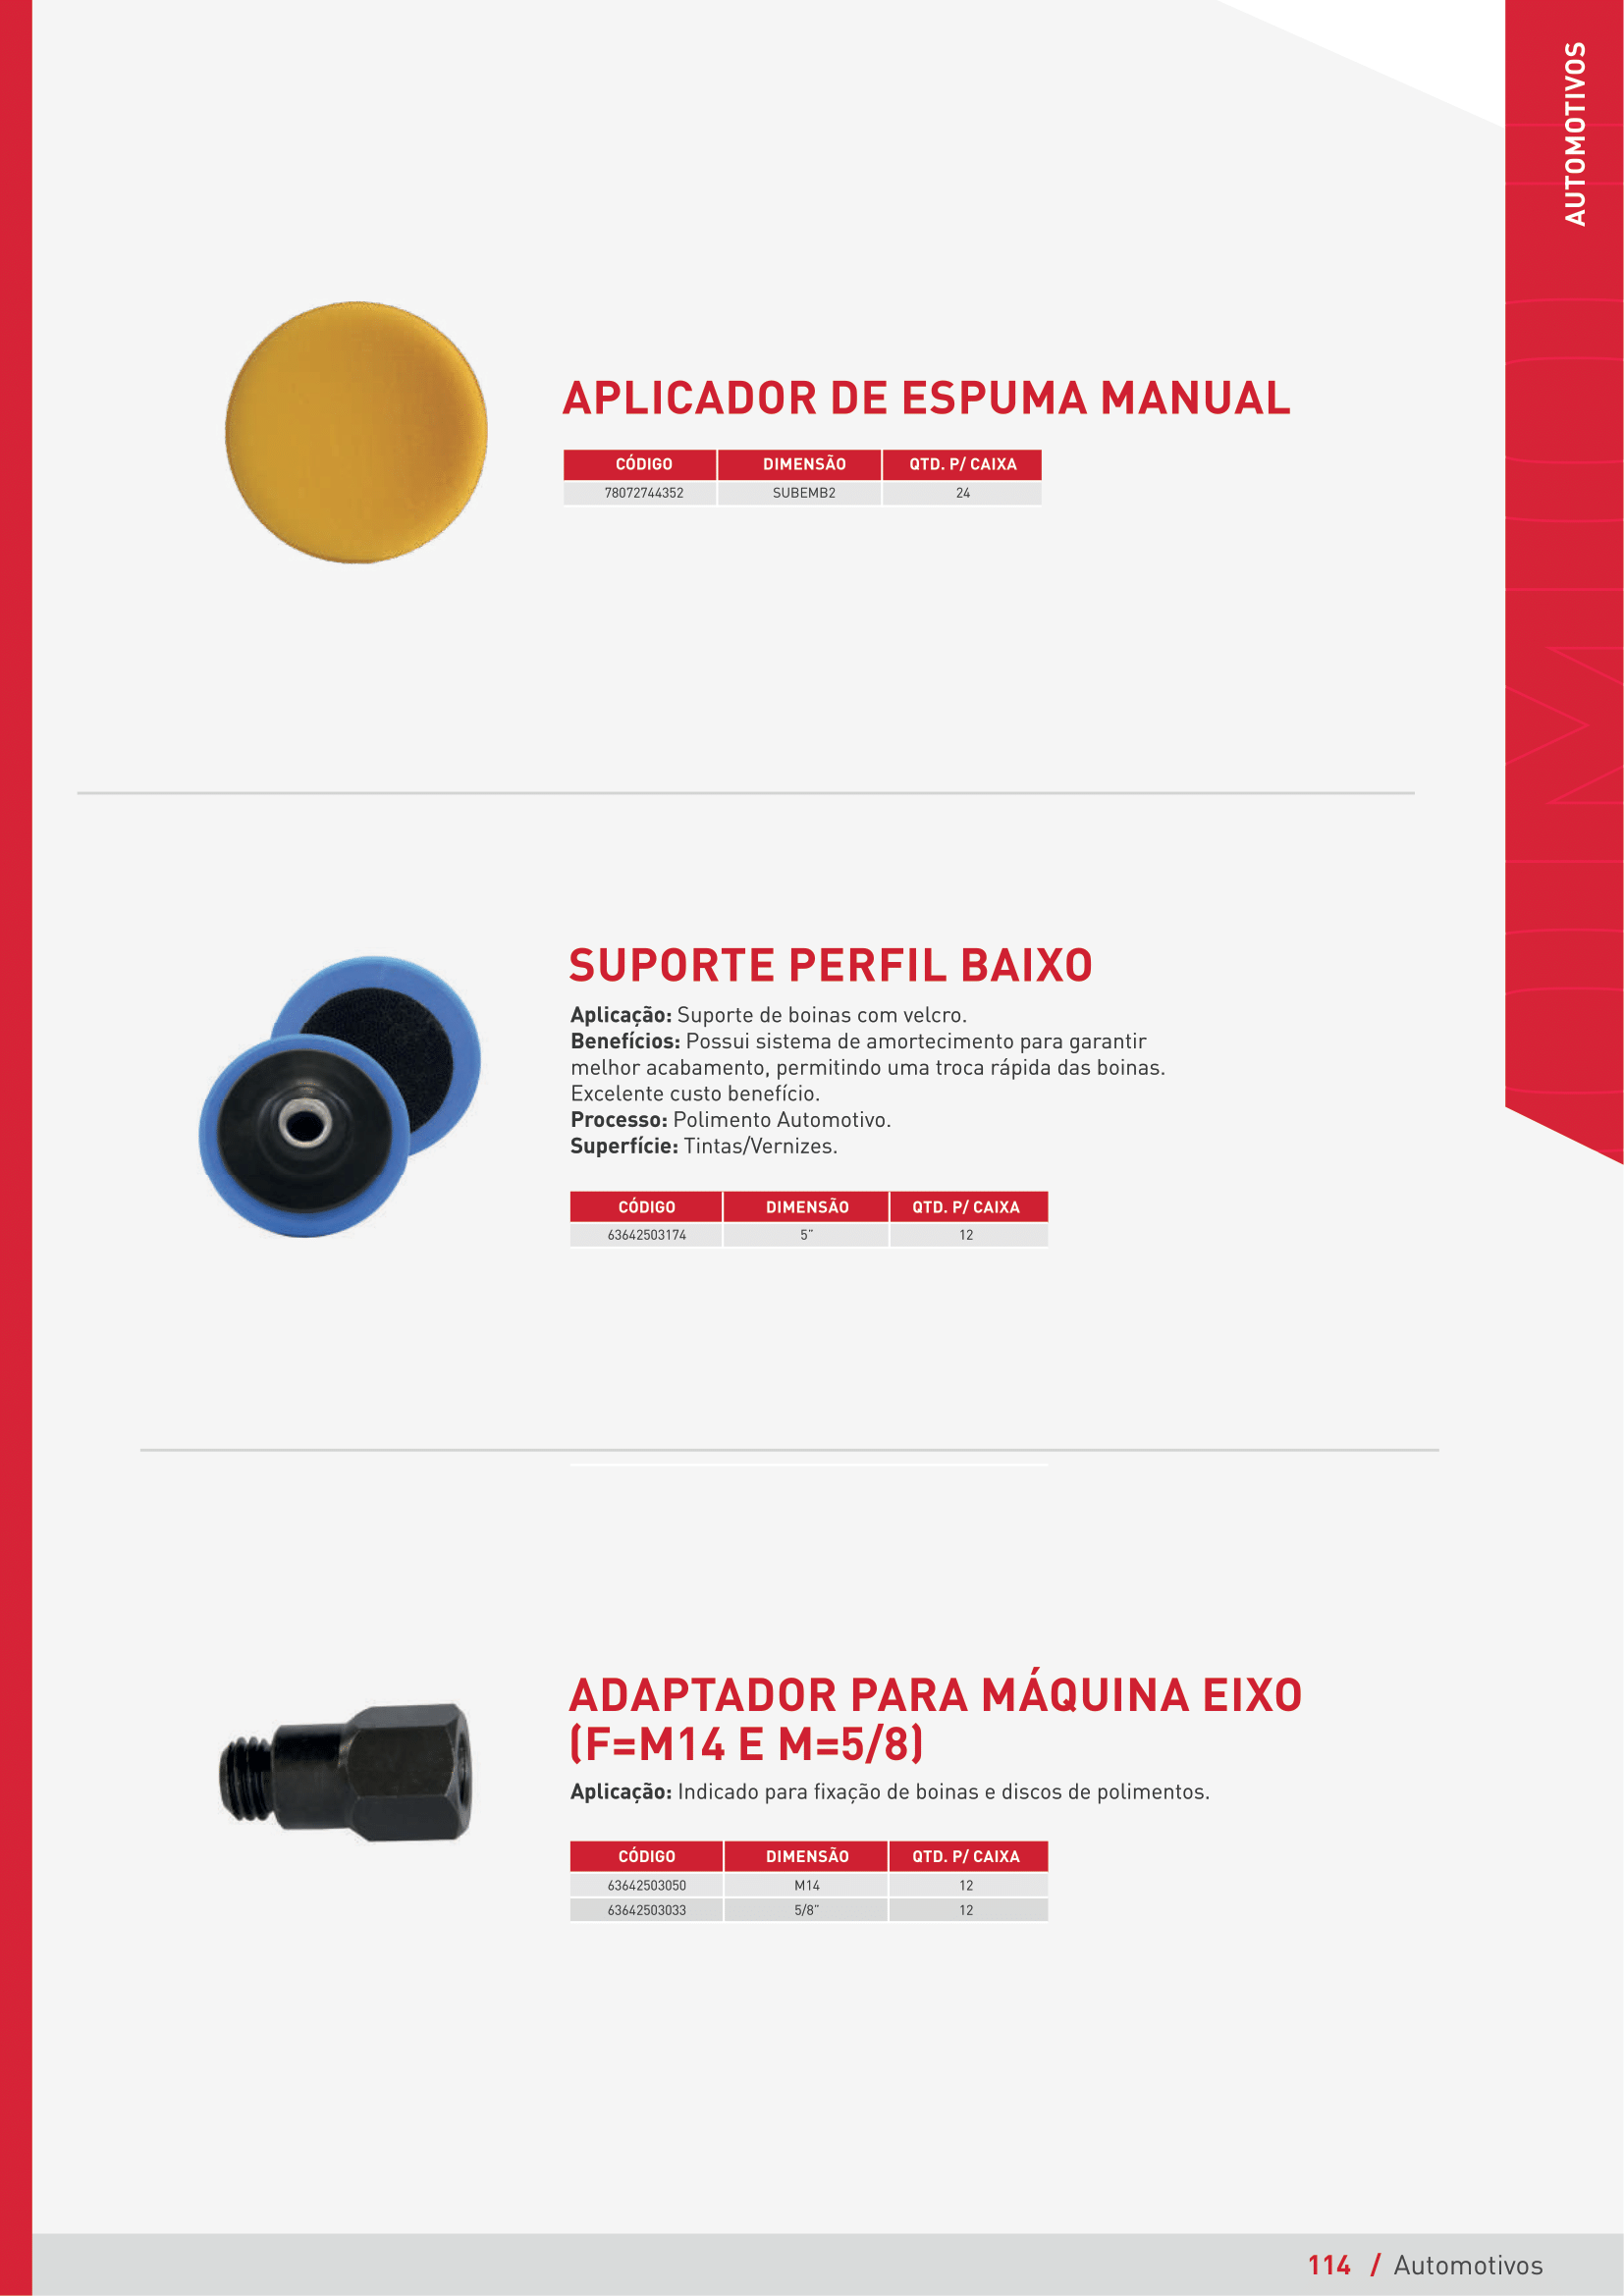 AUTOMOTIVOS
APLICADOR DE ESPUMA MANUAL
CÓDIGO DIMENSÃO QTD. P/ CAIXA
78072744352 SUBEMB2 24
SUPORTE PERFIL BAIXO
Aplicação: Suporte de boinas com velcro.
Benefícios: Possui sistema de amortecimento para garantir
melhor acabamento, permitindo uma troca rápida das boinas.
Excelente custo benefício.
Processo: Polimento Automotivo.
Superfície: Tintas/Vernizes.
CÓDIGO DIMENSÃO QTD. P/ CAIXA
63642503174 5" 12
ADAPTADOR PARA MÁQUINA EIXO
(F=M14 E M=5/8)
Aplicação: Indicado para fixação de boinas e discos de polimentos.
CÓDIGO DIMENSÃO QTD. P/ CAIXA
63642503050 M14 12
63642503033 5/8" 12
114 / Automotivos